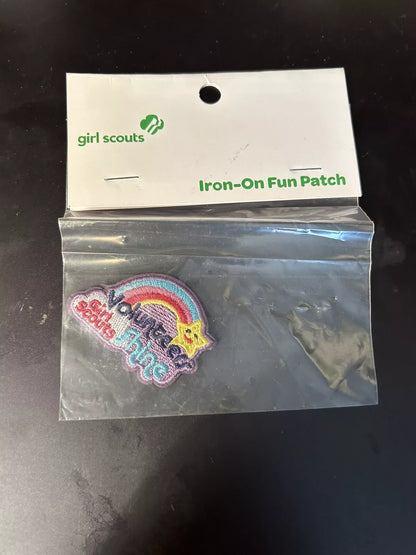 girl scouts
Iron-On Fun Patch
Girl Scouts
Volunteers
Shine